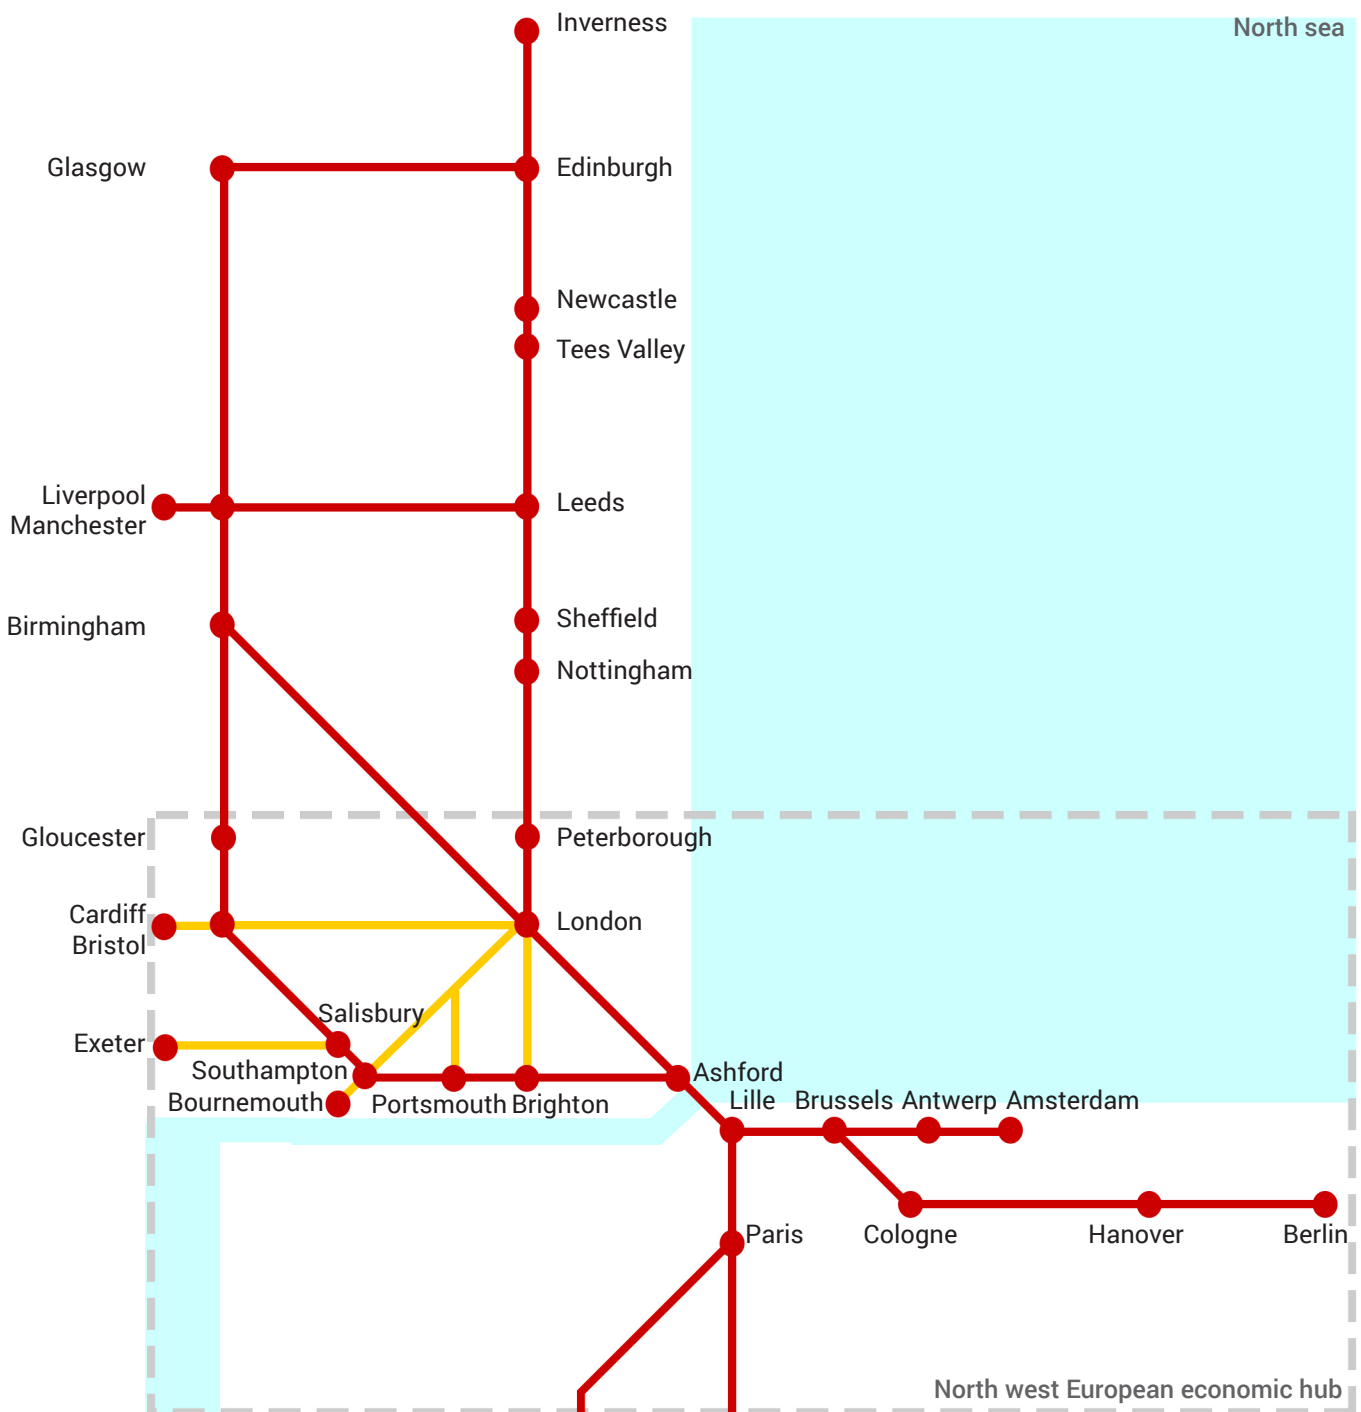 Inverness
North sea
Glasgow
Edinburgh
Newcastle
Tees Valley
Liverpool
Manchester
Leeds
Birmingham
Sheffield
Nottingham
Gloucester
Peterborough
Cardiff
Bristol
London
Salisbury
Exeter
Southampton
Ashford
Bournemouth
Portsmouth
Brighton
Lille
Brussels
Antwerp
Amsterdam
Paris
Cologne
Hanover
Berlin
North west European economic hub